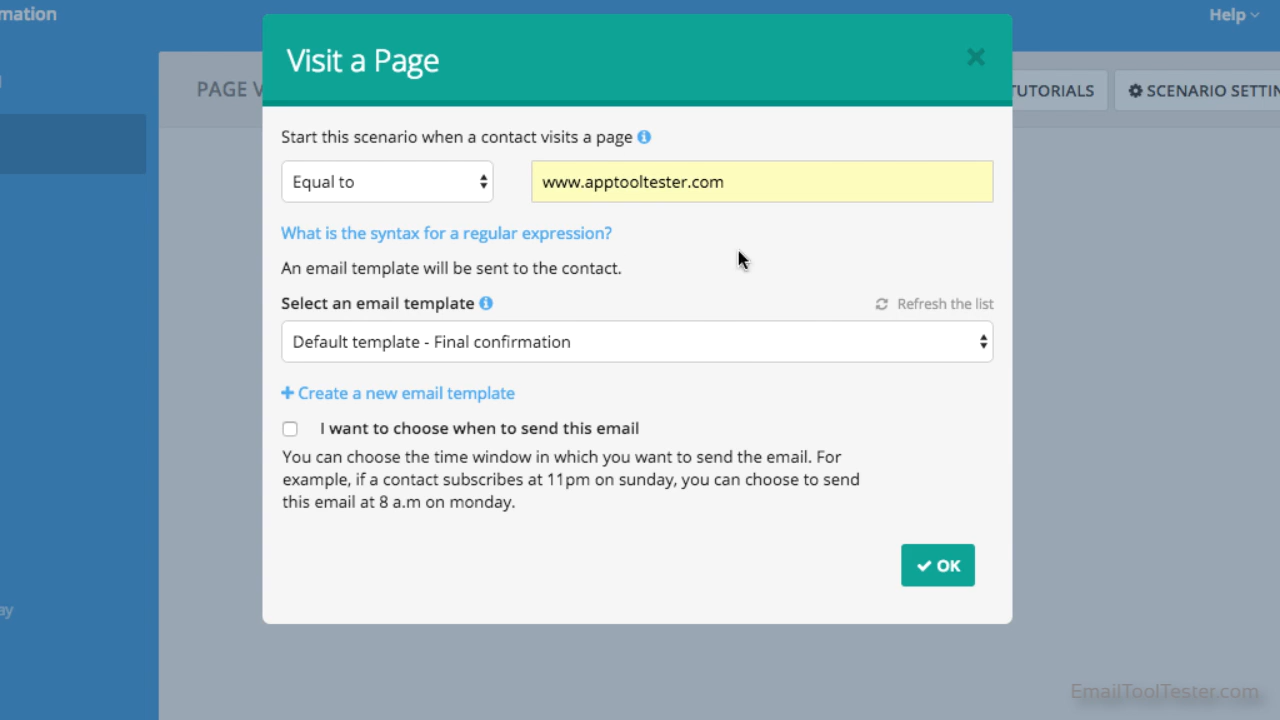 mation
Help
PAGE V
TUTORIALS
SCENARIO SETTIN
Visit a Page
Start this scenario when a contact visits a page
Equal to
www.apptooltester.com
What is the syntax for a regular expression?
An email template will be sent to the contact.
Select an email template
Refresh the list
Default template - Final confirmation
Create a new email template
I want to choose when to send this email
You can choose the time window in which you want to send the email. For
example, if a contact subscribes at 11pm on sunday, you can choose to send
this email at 8 a.m on monday.
OK
ay
EmailToolTester.com